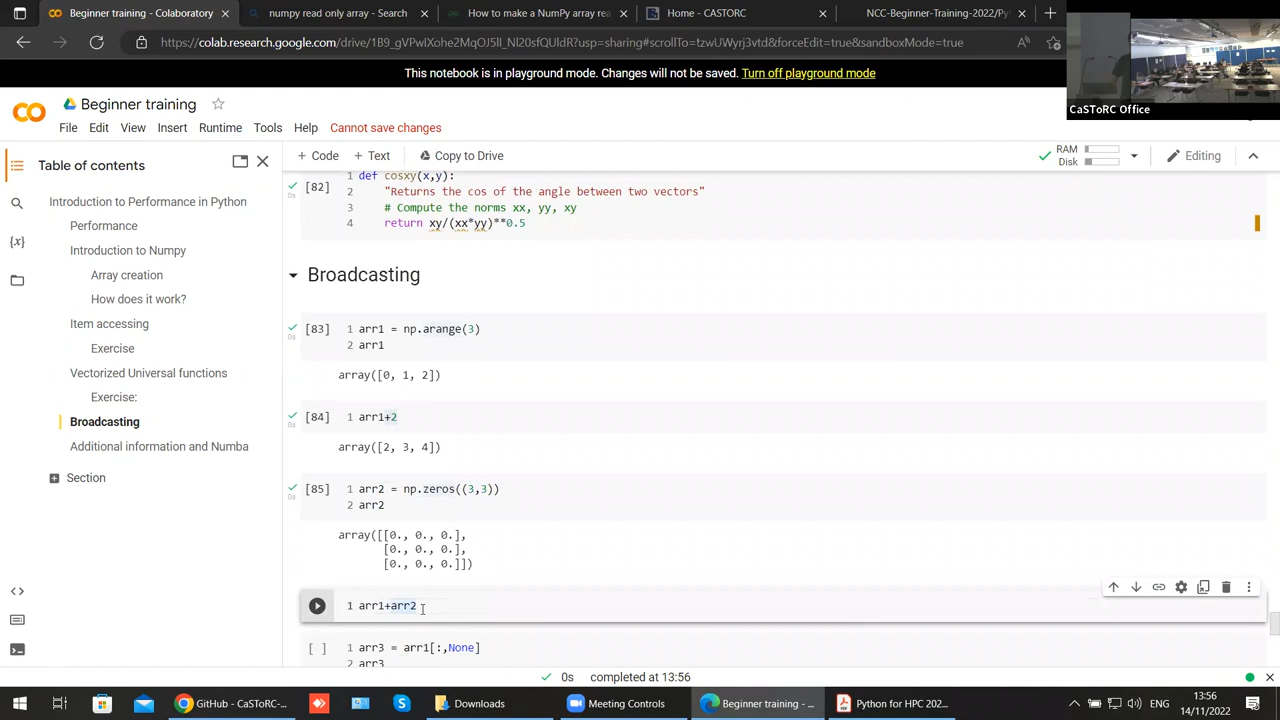 Beginner training - Colaboratory
numpy read only array - Search
How to make a NumPy array rea
Home - CASTORC
NCC-Beginner-Training-2022/Py
https://colab.research.google.com/drive/
CaSToRC Office
This notebook is in playground mode. Changes will not be saved. Turn off playground mode
Beginner training
File Edit View Insert Runtime Tools Help Cannot save changes
+ Code + Text Copy to Drive
RAM
Disk
Editing
Table of contents
Introduction to Performance in Python
Performance
Introduction to Numpy
Array creation
How does it work?
Item accessing
Exercise
Vectorized Universal functions
Exercise:
Broadcasting
Additional information and Numba
Section
[82] 1 def cosxy(x,y):
2 "Returns the cos of the angle between two vectors"
3 # Compute the norms xx, yy, xy
4 return xy/(xx*yy)**0.5
0s
Broadcasting
[83] 1 arr1 = np.arange(3)
0s 2 arr1
array([0, 1, 2])
[84] 1 arr1+2
0s
array([2, 3, 4])
[85] 1 arr2 = np.zeros((3,3))
0s 2 arr2
array([[0., 0., 0.],
[0., 0., 0.],
[0., 0., 0.]])
1 arr1+arr2
[ ] 1 arr3 = arr1[:,None]
2 arr3
0s completed at 13:56
GitHub - CaSToRC-...
Downloads
Meeting Controls
Beginner training - ...
Python for HPC 202...
ENG
13:56
14/11/2022